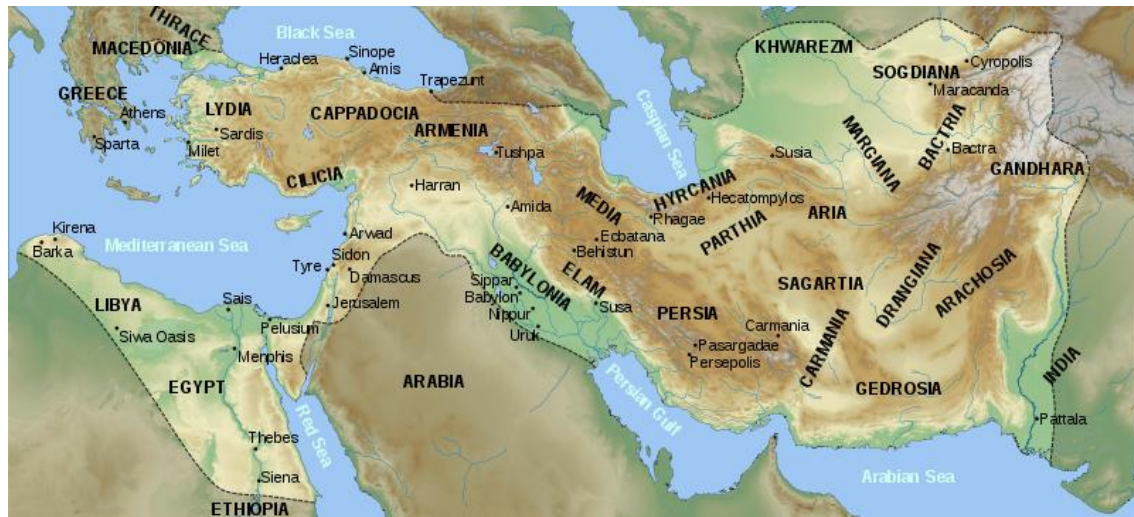 THRACE
MACEDONIA
Black Sea
Sinope
Heraclea
Amis
KHWAREZM
Cyropolis
SOGDIANA
Maracanda
GREECE
Athens
Sparta
LYDIA
Sardis
Milet
CAPPADOCIA
Trapezunt
ARMENIA
Tushpa
Caspian Sea
MARGIANA
BACTRIA
Bactra
Susia
GANDHARA
CILICIA
Harran
Amida
MEDIA
HYRCANIA
Rhagae
Hecatompylos
PARTHIA
ARIA
Kirena
Barka
Mediterranean Sea
Arwad
Ecbatana
Behistun
Sidon
Tyre
Damascus
BABYLONIA
ELAM
Sippar
Babylon
Nippur
Uruk
Susa
SAGARTIA
DRANGIANA
ARACHOSIA
LIBYA
Sais
Jerusalem
Pelusium
Siwa Oasis
Memphis
PERSIA
Carmania
Pasargadae
Persepolis
CARMANIA
EGYPT
ARABIA
Persian Gulf
GEDROSIA
INDIA
Red Sea
Pattala
Thebes
Siena
Arabian Sea
ETHIOPIA